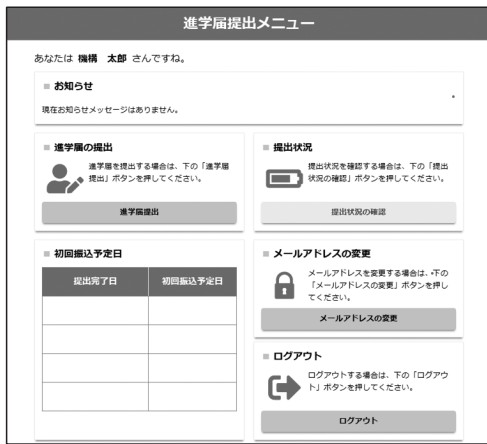 進学届提出メニュー
あなたは 機構 太郎 さんですね。
お知らせ
現在お知らせメッセージはありません。
進学届の提出
進学届を提出する場合は、下の「進学届
提出」ボタンを押してください。
進学届提出
提出状況
提出状況を確認する場合は、下の「提出
状況の確認」ボタンを押してください。
提出状況の確認
初回振込予定日
提出完了日 初回振込予定日
メールアドレスの変更
メールアドレスを変更する場合は、下の
「メールアドレスの変更」ボタンを押し
てください。
メールアドレスの変更
ログアウト
ログアウトする場合は、下の「ログアウ
ト」ボタンを押してください。
ログアウト